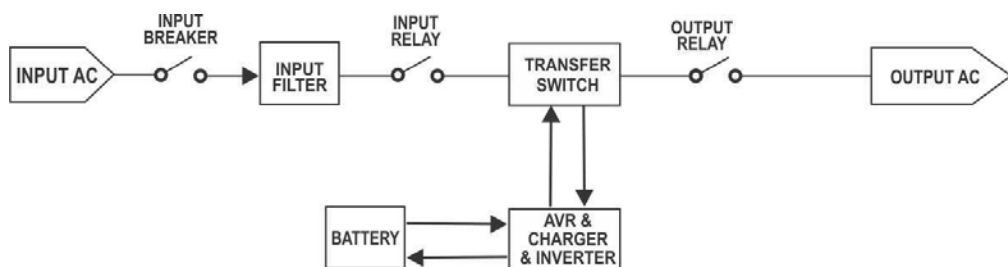 INPUT
BREAKER
INPUT
RELAY
OUTPUT
RELAY
INPUT AC
INPUT
FILTER
TRANSFER
SWITCH
OUTPUT AC
BATTERY
AVR &
CHARGER
& INVERTER